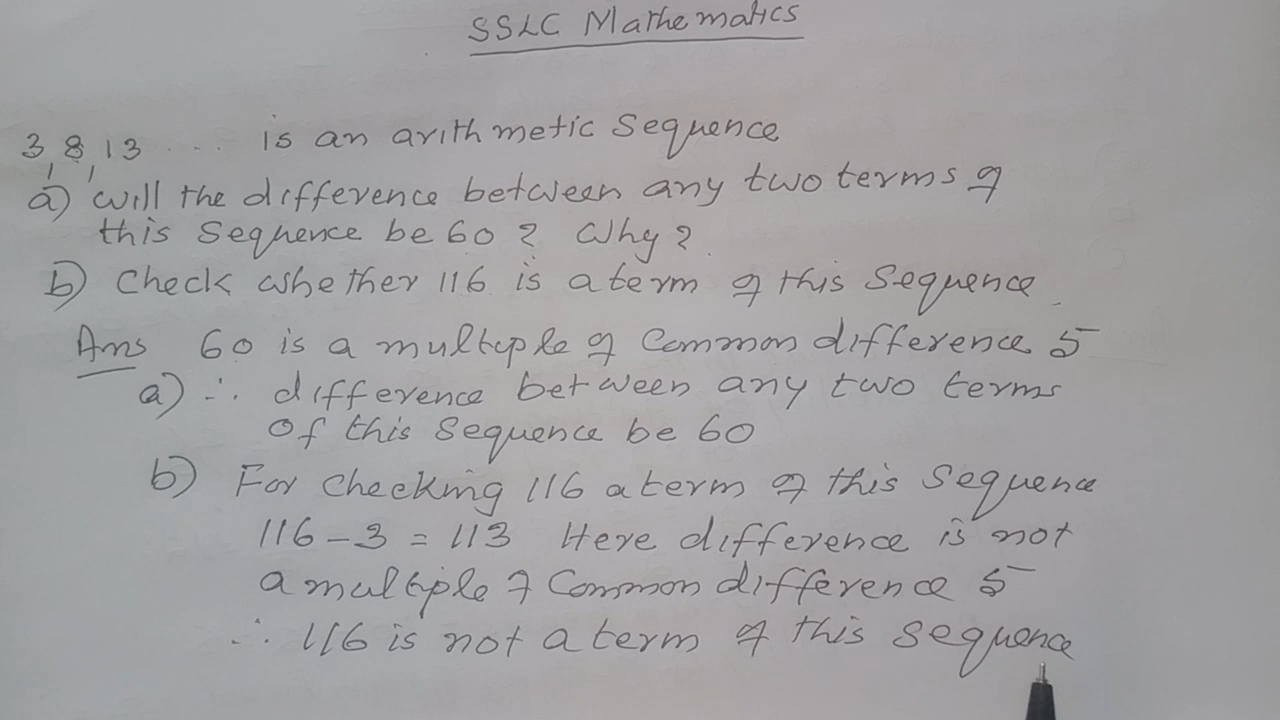 SSLC Mathematics
3, 8, 13 .... is an arithmetic Sequence
a) will the difference between any two terms of
this Sequence be 60 ? Why ?
b) Check whether 116 is a term of this Sequence.
Ans 60 is a multiple of Common difference 5
a) ∴ difference between any two terms
Of this Sequence be 60
b) For Checking 116 a term of this Sequence
116 - 3 = 113 Here difference is not
a multiple of Common difference 5
∴ 116 is not a term of this Sequence